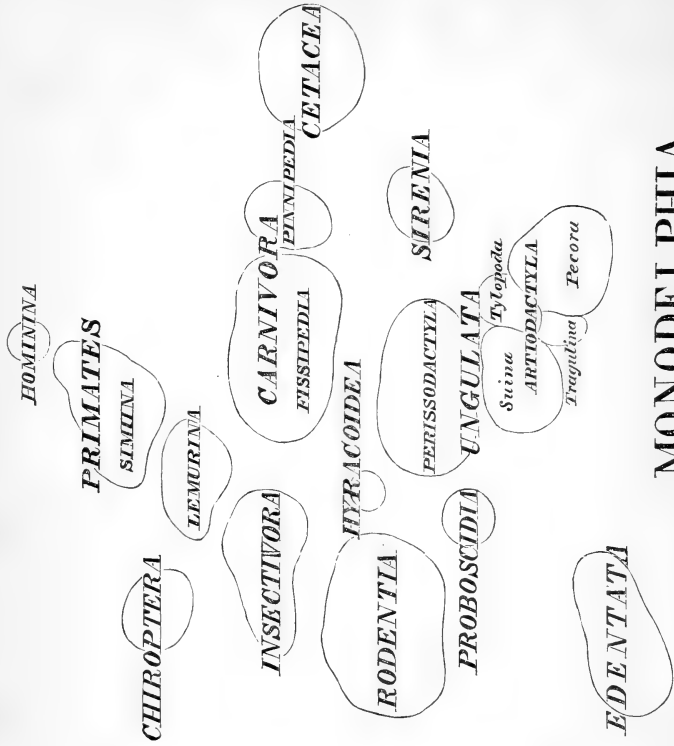 HOMININA
PRIMATES
SIMIINA
CHIROPTERA
LEMURINA
INSECTIVORA
CARNIVORA
PINNIPEDIA
FISSIPEDIA
CETACEA
HYRACOIDEA
RODENTIA
SIRENIA
PERISSODACTYLA
PROBOSCIDIA
UNGULATA
Tylopoda
Suina
ARTIODACTYLA
Tragulina
Pecora
EDENTATA
MONODELPHIA